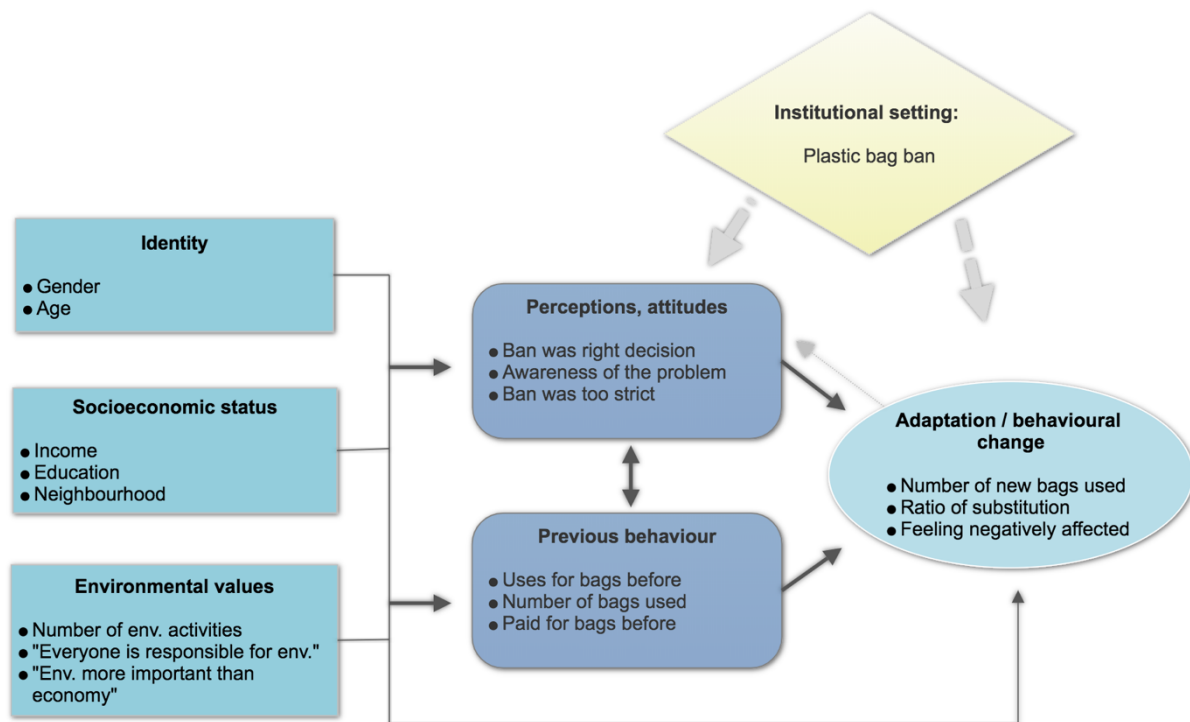 Institutional setting:
Plastic bag ban
Identity
● Gender
● Age
Socioeconomic status
● Income
● Education
● Neighbourhood
Environmental values
● Number of env. activities
● "Everyone is responsible for env."
● "Env. more important than
economy"
Perceptions, attitudes
● Ban was right decision
● Awareness of the problem
● Ban was too strict
Previous behaviour
● Uses for bags before
● Number of bags used
● Paid for bags before
Adaptation / behavioural
change
● Number of new bags used
● Ratio of substitution
● Feeling negatively affected